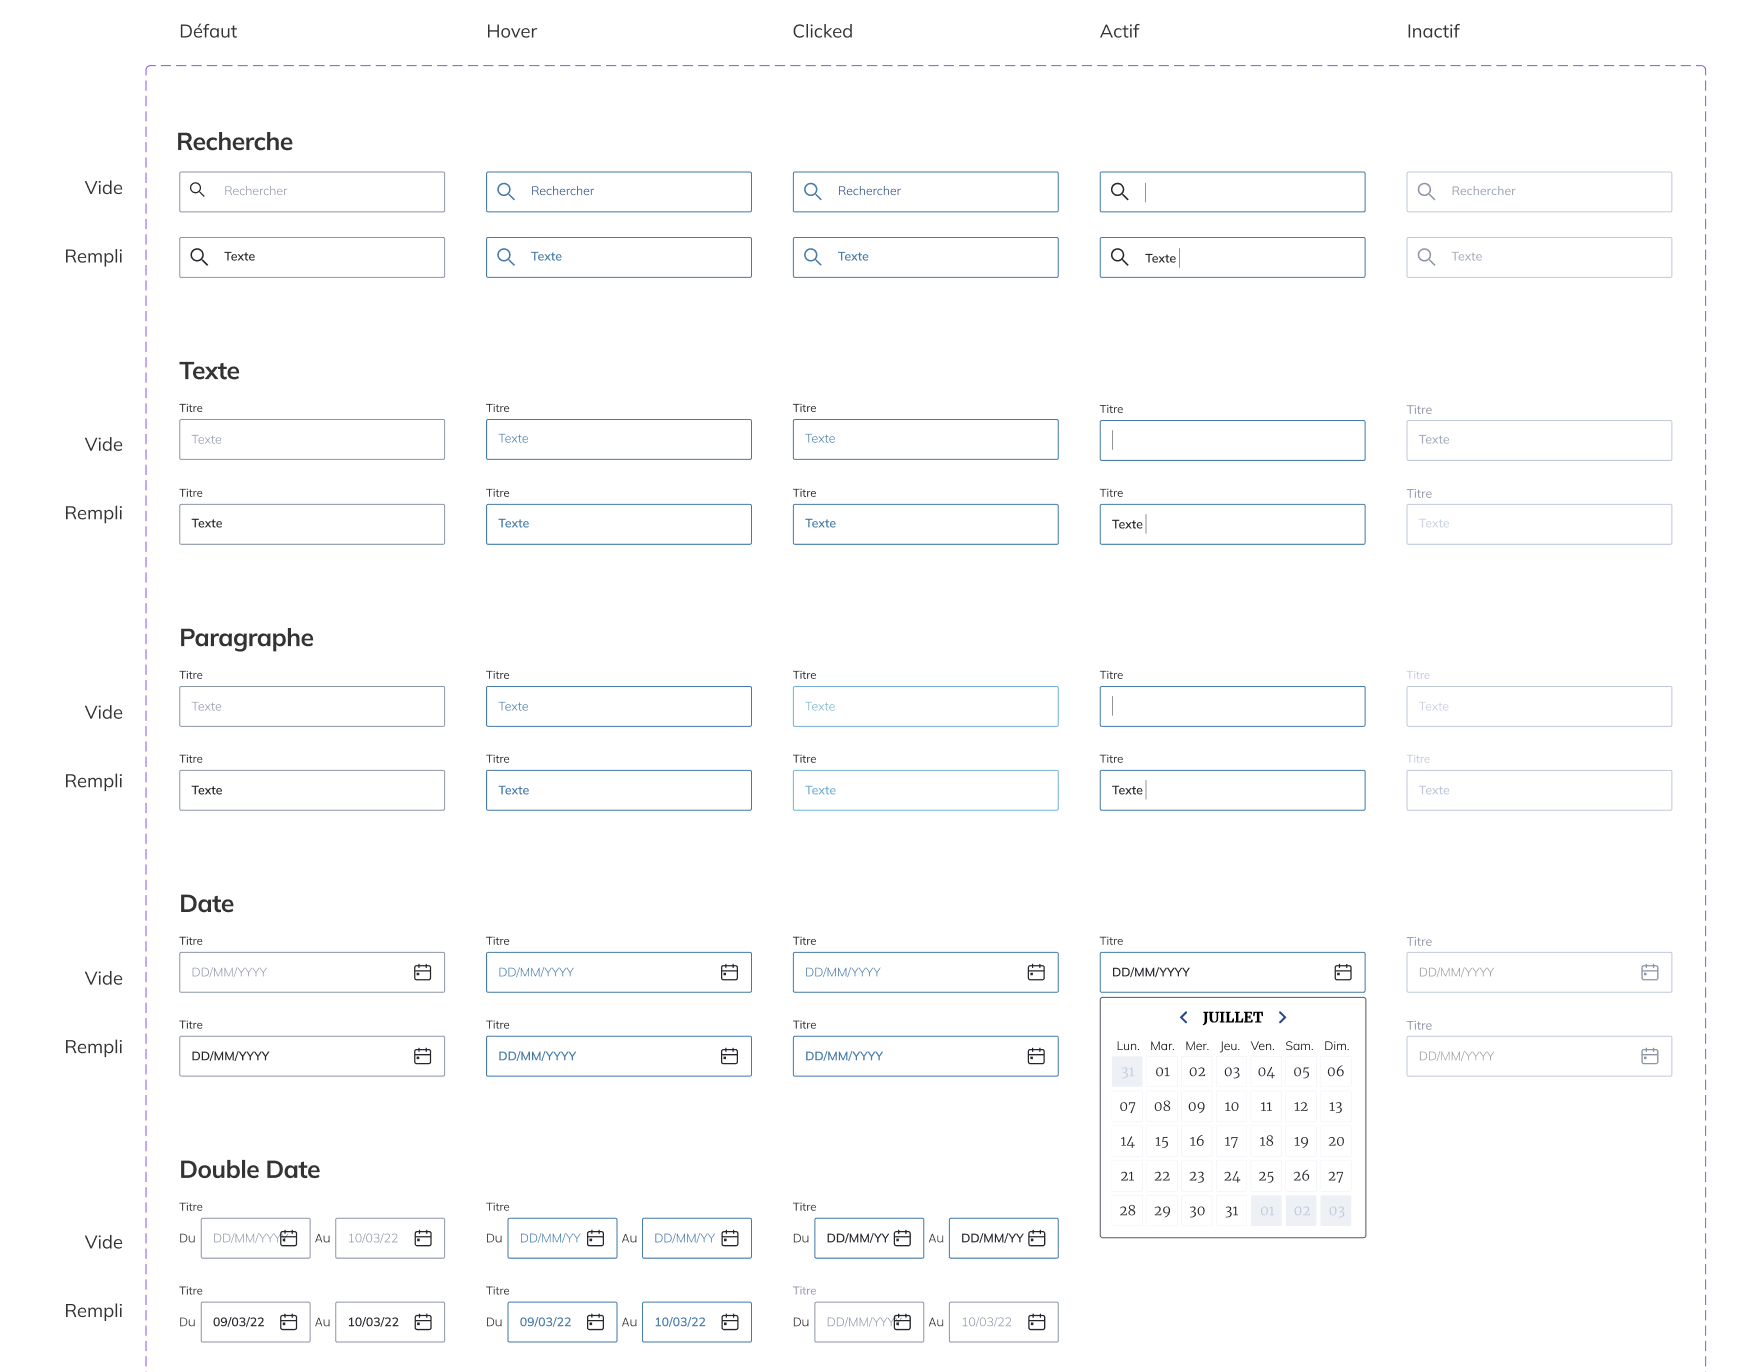 Défaut Hover Clicked Actif Inactif
Recherche
Vide Rechercher Rechercher Rechercher Rechercher
Rempli Texte Texte Texte Texte Texte
Texte
Titre Titre Titre Titre Titre
Vide Texte Texte Texte Texte
Titre Titre Titre Titre Titre
Rempli Texte Texte Texte Texte Texte
Paragraphe
Titre Titre Titre Titre Titre
Vide Texte Texte Texte Texte
Titre Titre Titre Titre Titre
Rempli Texte Texte Texte Texte Texte
Date
Titre Titre Titre Titre Titre
Vide DD/MM/YYYY DD/MM/YYYY DD/MM/YYYY DD/MM/YYYY DD/MM/YYYY
Titre Titre Titre Titre
Rempli DD/MM/YYYY DD/MM/YYYY DD/MM/YYYY DD/MM/YYYY
JUILLET
Lun. Mar. Mer. Jeu. Ven. Sam. Dim.
31 01 02 03 04 05 06
07 08 09 10 11 12 13
14 15 16 17 18 19 20
21 22 23 24 25 26 27
28 29 30 31 01 02 03
Double Date
Titre Titre Titre
Vide Du DD/MM/YYY Au 10/03/22 Du DD/MM/YY Au DD/MM/YY Du DD/MM/YY Au DD/MM/YY
Titre Titre Titre
Rempli Du 09/03/22 Au 10/03/22 Du 09/03/22 Au 10/03/22 Du DD/MM/YYY Au 10/03/22